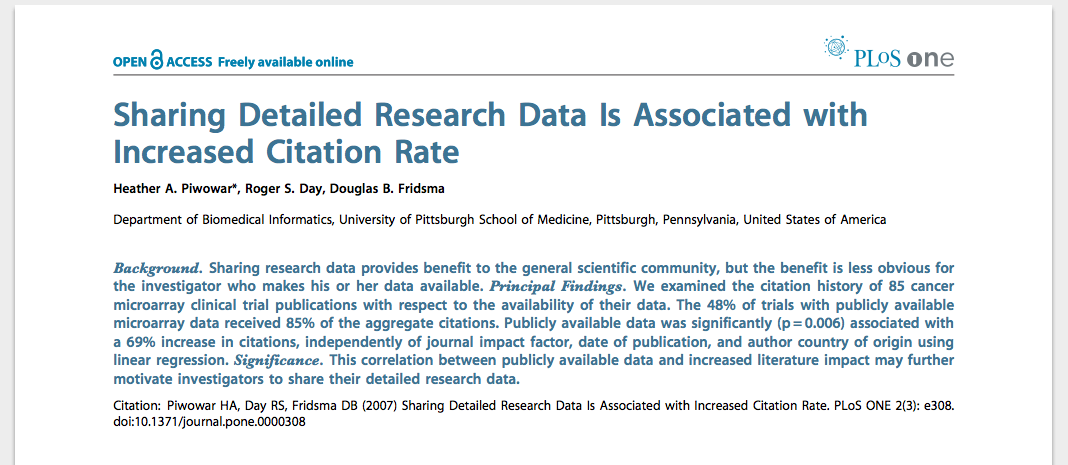 OPEN ACCESS Freely available online
PLoS one
Sharing Detailed Research Data Is Associated with
Increased Citation Rate
Heather A. Piwowar*, Roger S. Day, Douglas B. Fridsma
Department of Biomedical Informatics, University of Pittsburgh School of Medicine, Pittsburgh, Pennsylvania, United States of America
Background. Sharing research data provides benefit to the general scientific community, but the benefit is less obvious for
the investigator who makes his or her data available. Principal Findings. We examined the citation history of 85 cancer
microarray clinical trial publications with respect to the availability of their data. The 48% of trials with publicly available
microarray data received 85% of the aggregate citations. Publicly available data was significantly (p = 0.006) associated with
a 69% increase in citations, independently of journal impact factor, date of publication, and author country of origin using
linear regression. Significance. This correlation between publicly available data and increased literature impact may further
motivate investigators to share their detailed research data.
Citation: Piwowar HA, Day RS, Fridsma DB (2007) Sharing Detailed Research Data Is Associated with Increased Citation Rate. PLoS ONE 2(3): e308.
doi:10.1371/journal.pone.0000308